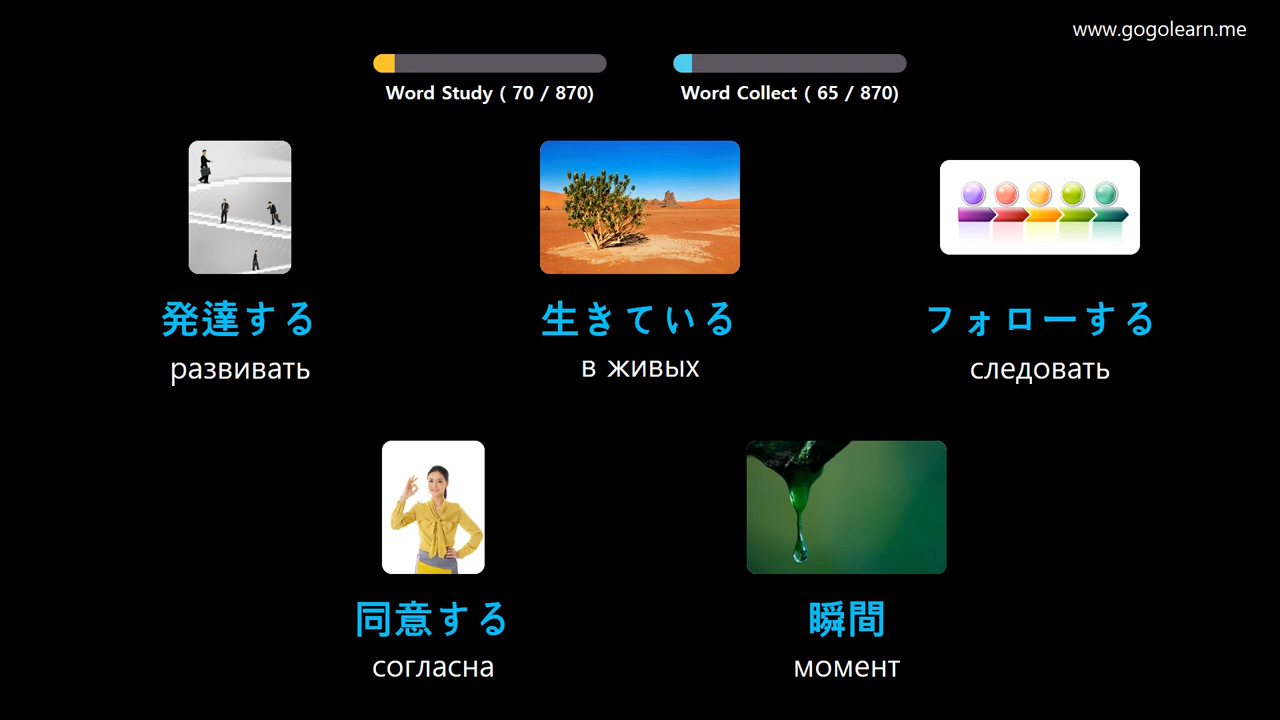 www.gogolearn.me
Word Study ( 70 / 870)
Word Collect ( 65 / 870)
発達する
развивать
生きている
в живых
フォローする
следовать
同意する
согласна
瞬間
момент